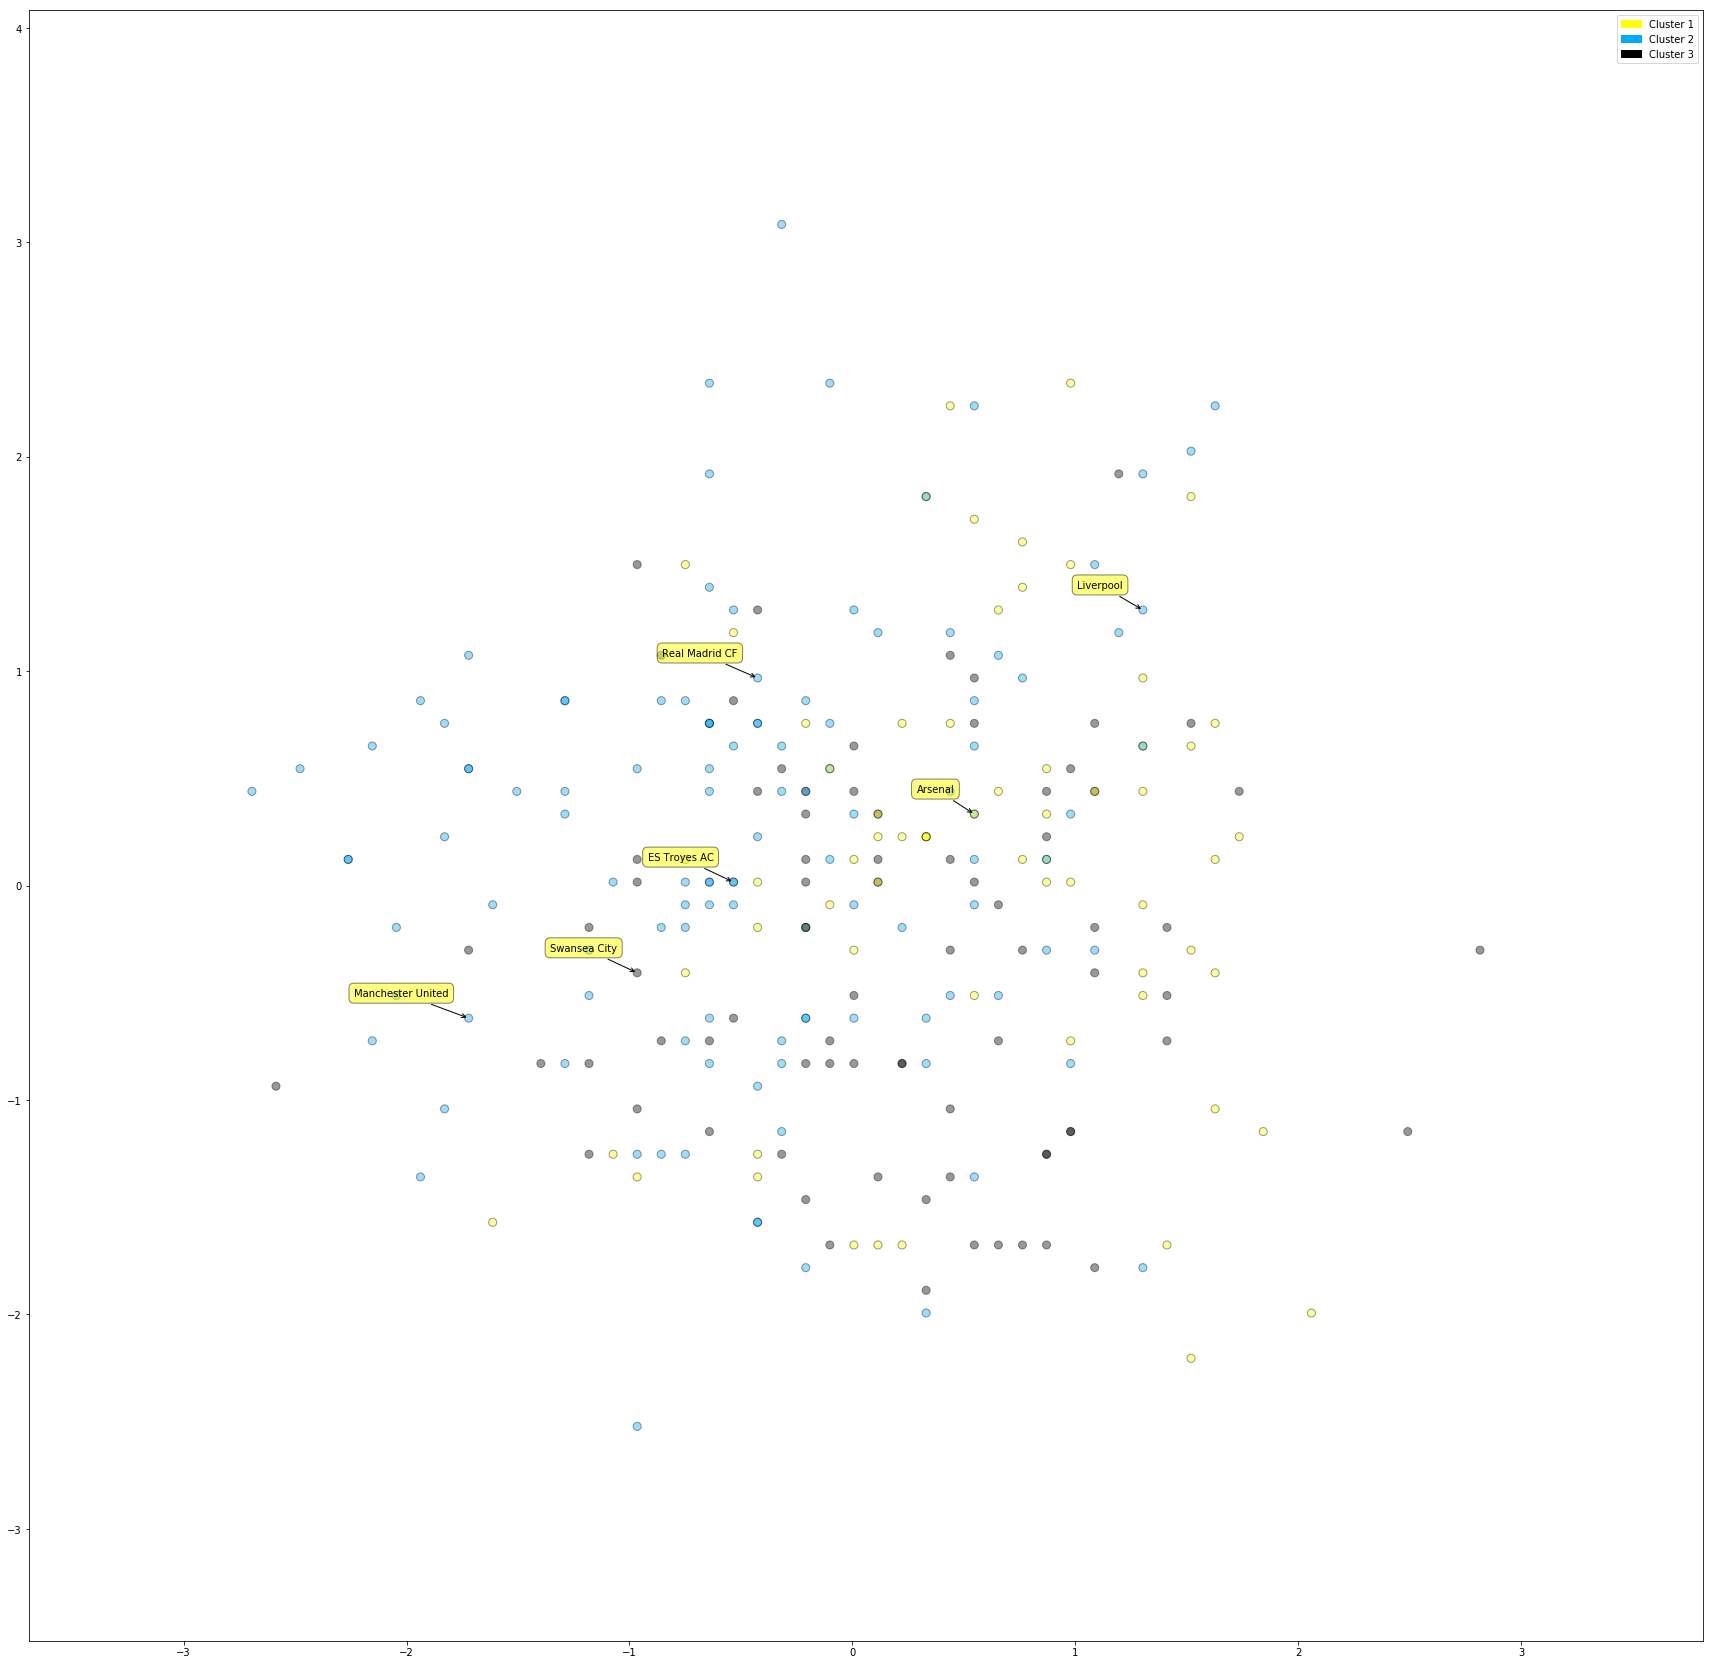 Cluster 1
Cluster 2
Cluster 3
4
3
2
1
0
−1
−2
−3
Liverpool
Real Madrid CF
Arsenal
ES Troyes AC
Swansea City
Manchester United
−3
−2
−1
0
1
2
3